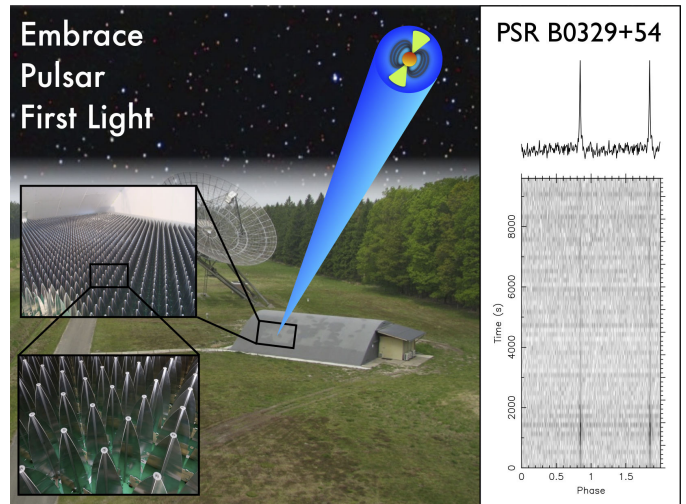 Embrace
Pulsar
First Light
PSR B0329+54
8000
6000
Time (s)
4000
2000
0
0
0.5
1
1.5
Phase